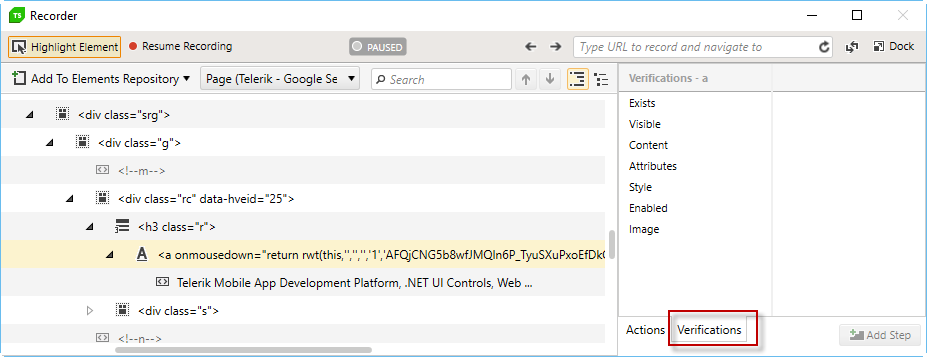 TS Recorder
Highlight Element Resume Recording PAUSED Type URL to record and navigate to Dock
Add To Elements Repository Page (Telerik - Google Se Search
<div class="srg">
<div class="g">
<!--m-->
<div class="rc" data-hveid="25">
<h3 class="r">
A <a onmousedown="return rwt(this,'','','','1','AFQjCNG5b8wfJMQIn6P_TyuSXuPxoEfDkC
Telerik Mobile App Development Platform, .NET UI Controls, Web ...
<div class="s">
<!--n-->
Verifications - a
Exists
Visible
Content
Attributes
Style
Enabled
Image
Actions Verifications
Add Step